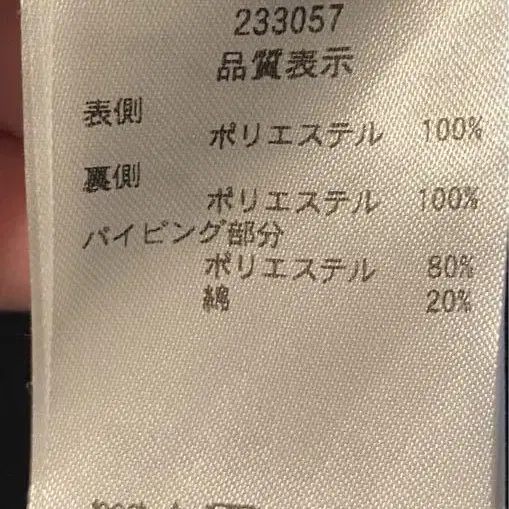 233057
品質表示
表側
ポリエステル 100%
裏側
ポリエステル 100%
パイピング部分
ポリエステル 80%
綿 20%